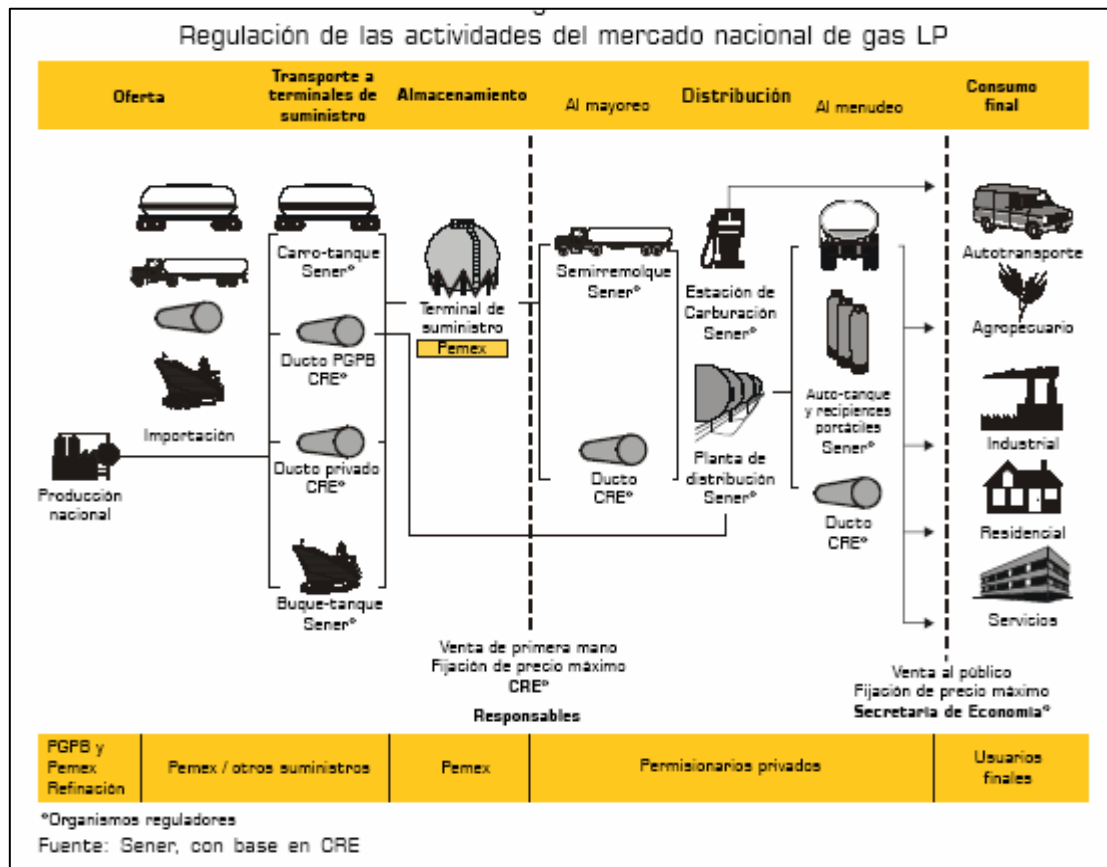 Regulación de las actividades del mercado nacional de gas LP
Oferta
Transporte a
terminales de
suministro
Almacenamiento
Al mayoreo
Distribución
Al menudeo
Consumo
final
Carro-tanque
Sener*
Ducto PGPB
CRE*
Importación
Ducto privado
CRE*
Producción
nacional
Buque-tanque
Sener*
Terminal de
suministro
Pemex
Semirremolque
Sener*
Ducto
CRE*
Estación de
Carburación
Sener*
Planta de
distribución
Sener*
Auto-tanque
y recipientes
portátiles
Sener*
Ducto
CRE*
Autotransporte
Agropecuario
Industrial
Residencial
Servicios
Venta de primera mano
Fijación de precio máximo
CRE*
Responsables
Venta al público
Fijación de precio máximo
Secretaría de Economía*
PGPB y
Pemex
Refinación
Pemex / otros suministros
Pemex
Permisionarios privados
Usuarios
finales
*Organismos reguladores
Fuente: Sener, con base en CRE